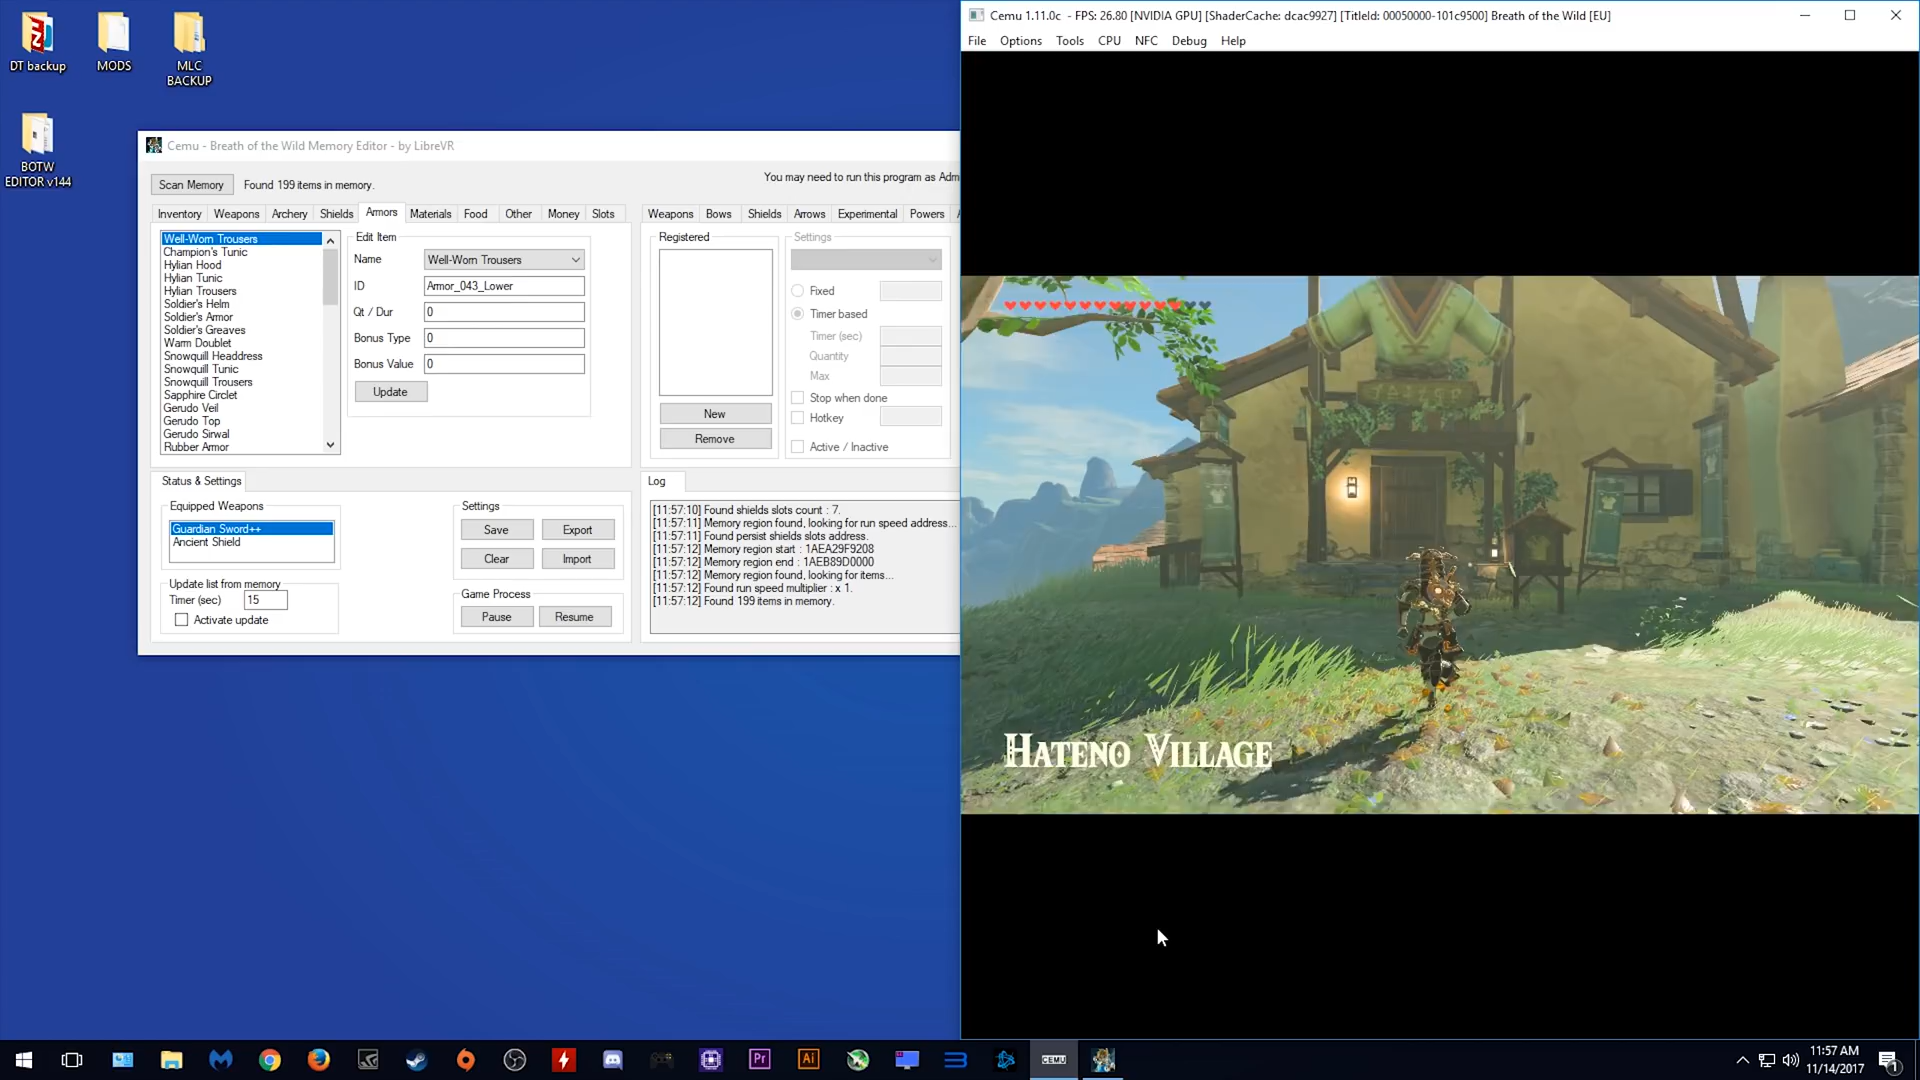 DT backup
MODS
MLC
BACKUP
BOTW
EDITOR v144
Cemu - Breath of the Wild Memory Editor - by LibreVR
Scan Memory
Found 199 items in memory.
You may need to run this program as Adm
Inventory
Weapons
Archery
Shields
Armors
Materials
Food
Other
Money
Slots
Well-Worn Trousers
Champion's Tunic
Hylian Hood
Hylian Tunic
Hylian Trousers
Soldier's Helm
Soldier's Armor
Soldier's Greaves
Warm Doublet
Snowquill Headdress
Snowquill Tunic
Snowquill Trousers
Sapphire Circlet
Gerudo Veil
Gerudo Top
Gerudo Sirwal
Rubber Armor
Edit Item
Name
Well-Worn Trousers
ID
Armor_043_Lower
Qt / Dur
0
Bonus Type
0
Bonus Value
0
Update
Weapons
Bows
Shields
Arrows
Experimental
Powers
Registered
New
Remove
Settings
Fixed
Timer based
Timer (sec)
Quantity
Max
Stop when done
Hotkey
Active / Inactive
Status & Settings
Equipped Weapons
Guardian Sword++
Ancient Shield
Update list from memory
Timer (sec)
15
Activate update
Settings
Save
Export
Clear
Import
Game Process
Pause
Resume
Log
[11:57:10] Found shields slots count : 7.
[11:57:11] Memory region found, looking for run speed address...
[11:57:11] Found persist shields slots address.
[11:57:12] Memory region start : 1AEA29F9208
[11:57:12] Memory region end : 1AEB89D0000
[11:57:12] Memory region found, looking for items...
[11:57:12] Found run speed multiplier : x 1.
[11:57:12] Found 199 items in memory.
Cemu 1.11.0c - FPS: 26.80 [NVIDIA GPU] [ShaderCache: dcac9927] [TitleId: 00050000-101c9500] Breath of the Wild [EU]
File
Options
Tools
CPU
NFC
Debug
Help
HATENO VILLAGE
Pr
Ai
CEMU
11:57 AM
11/14/2017
1